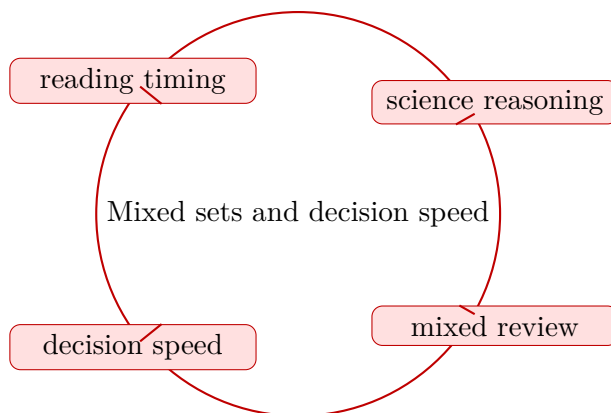 reading timing
science reasoning
Mixed sets and decision speed
decision speed
mixed review